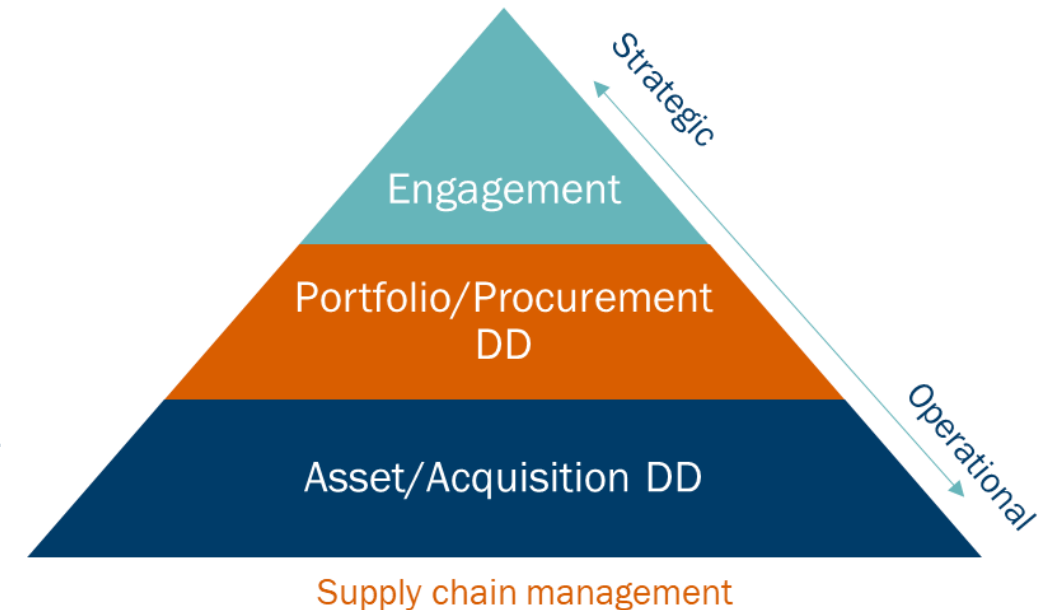 Strategic
Engagement
Portfolio/Procurement
DD
Operational
Asset/Acquisition DD
Supply chain management